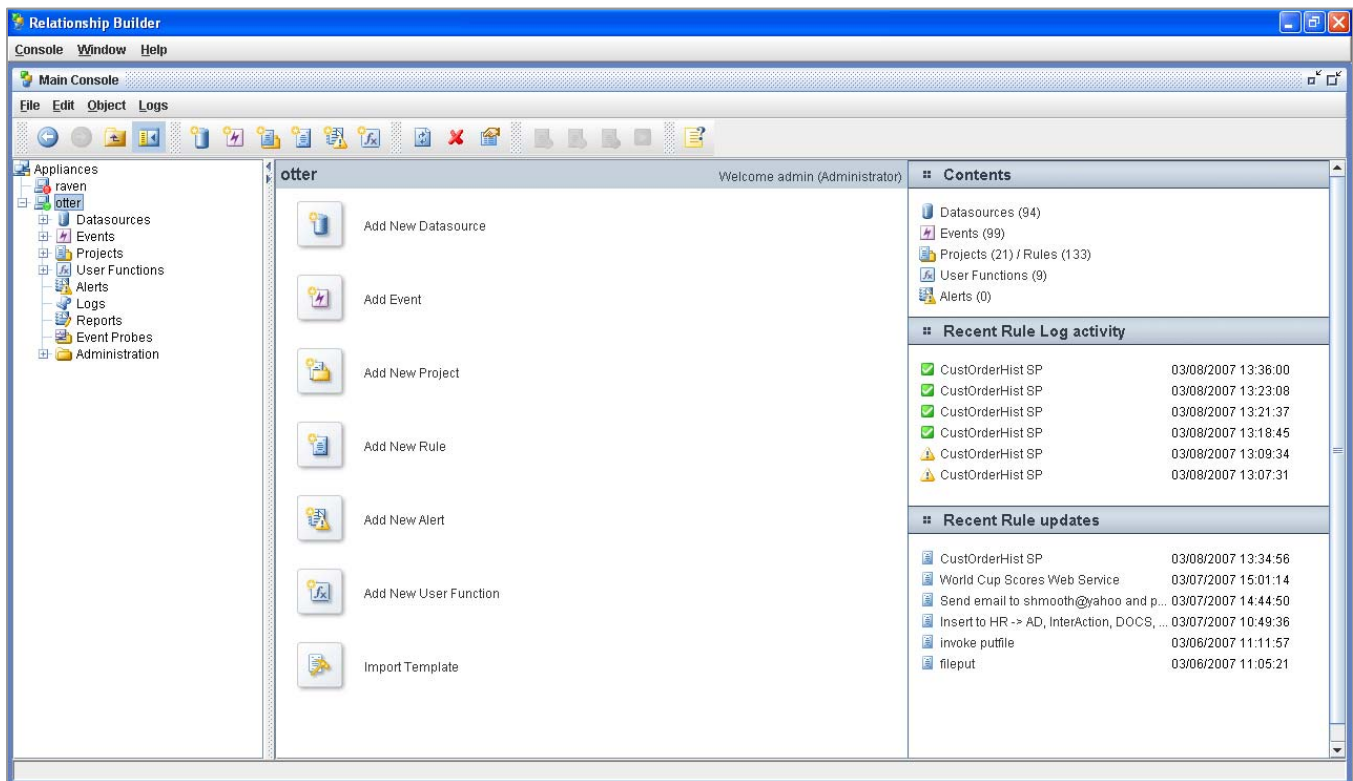 Relationship Builder
Console Window Help
Main Console
File Edit Object Logs
Appliances
raven
otter
Datasources
Events
Projects
User Functions
Alerts
Logs
Reports
Event Probes
Administration
otter Welcome admin (Administrator)
Add New Datasource
Add Event
Add New Project
Add New Rule
Add New Alert
Add New User Function
Import Template
Contents
Datasources (94)
Events (99)
Projects (21) / Rules (133)
User Functions (9)
Alerts (0)
Recent Rule Log activity
CustOrderHist SP 03/08/2007 13:36:00
CustOrderHist SP 03/08/2007 13:23:08
CustOrderHist SP 03/08/2007 13:21:37
CustOrderHist SP 03/08/2007 13:18:45
CustOrderHist SP 03/08/2007 13:09:34
CustOrderHist SP 03/08/2007 13:07:31
Recent Rule updates
CustOrderHist SP 03/08/2007 13:34:56
World Cup Scores Web Service 03/07/2007 15:01:14
Send email to shmooth@yahoo and p... 03/07/2007 14:44:50
Insert to HR -> AD, InterAction, DOCS, ... 03/07/2007 10:49:36
invoke putfile 03/06/2007 11:11:57
fileput 03/06/2007 11:05:21